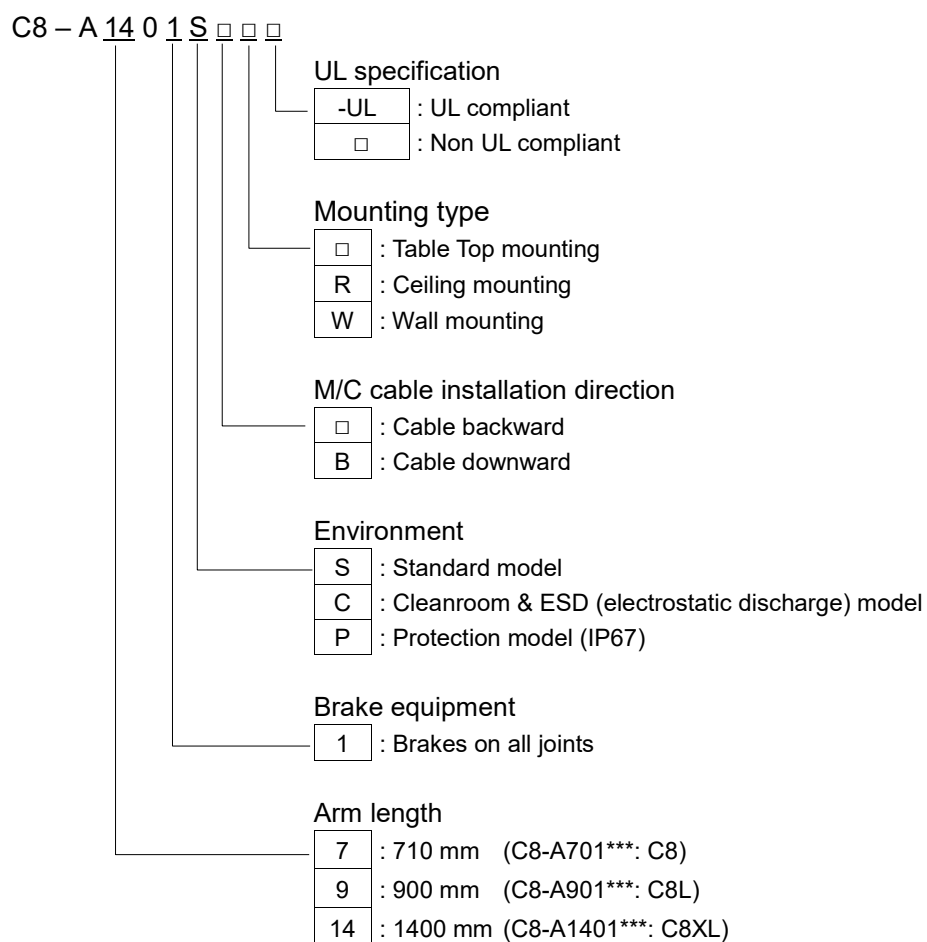 C8 – A 14 0 1 S □ □ □
UL specification
-UL : UL compliant
□ : Non UL compliant
Mounting type
□ : Table Top mounting
R : Ceiling mounting
W : Wall mounting
M/C cable installation direction
□ : Cable backward
B : Cable downward
Environment
S : Standard model
C : Cleanroom & ESD (electrostatic discharge) model
P : Protection model (IP67)
Brake equipment
1 : Brakes on all joints
Arm length
7 : 710 mm (C8-A701***: C8)
9 : 900 mm (C8-A901***: C8L)
14 : 1400 mm (C8-A1401***: C8XL)